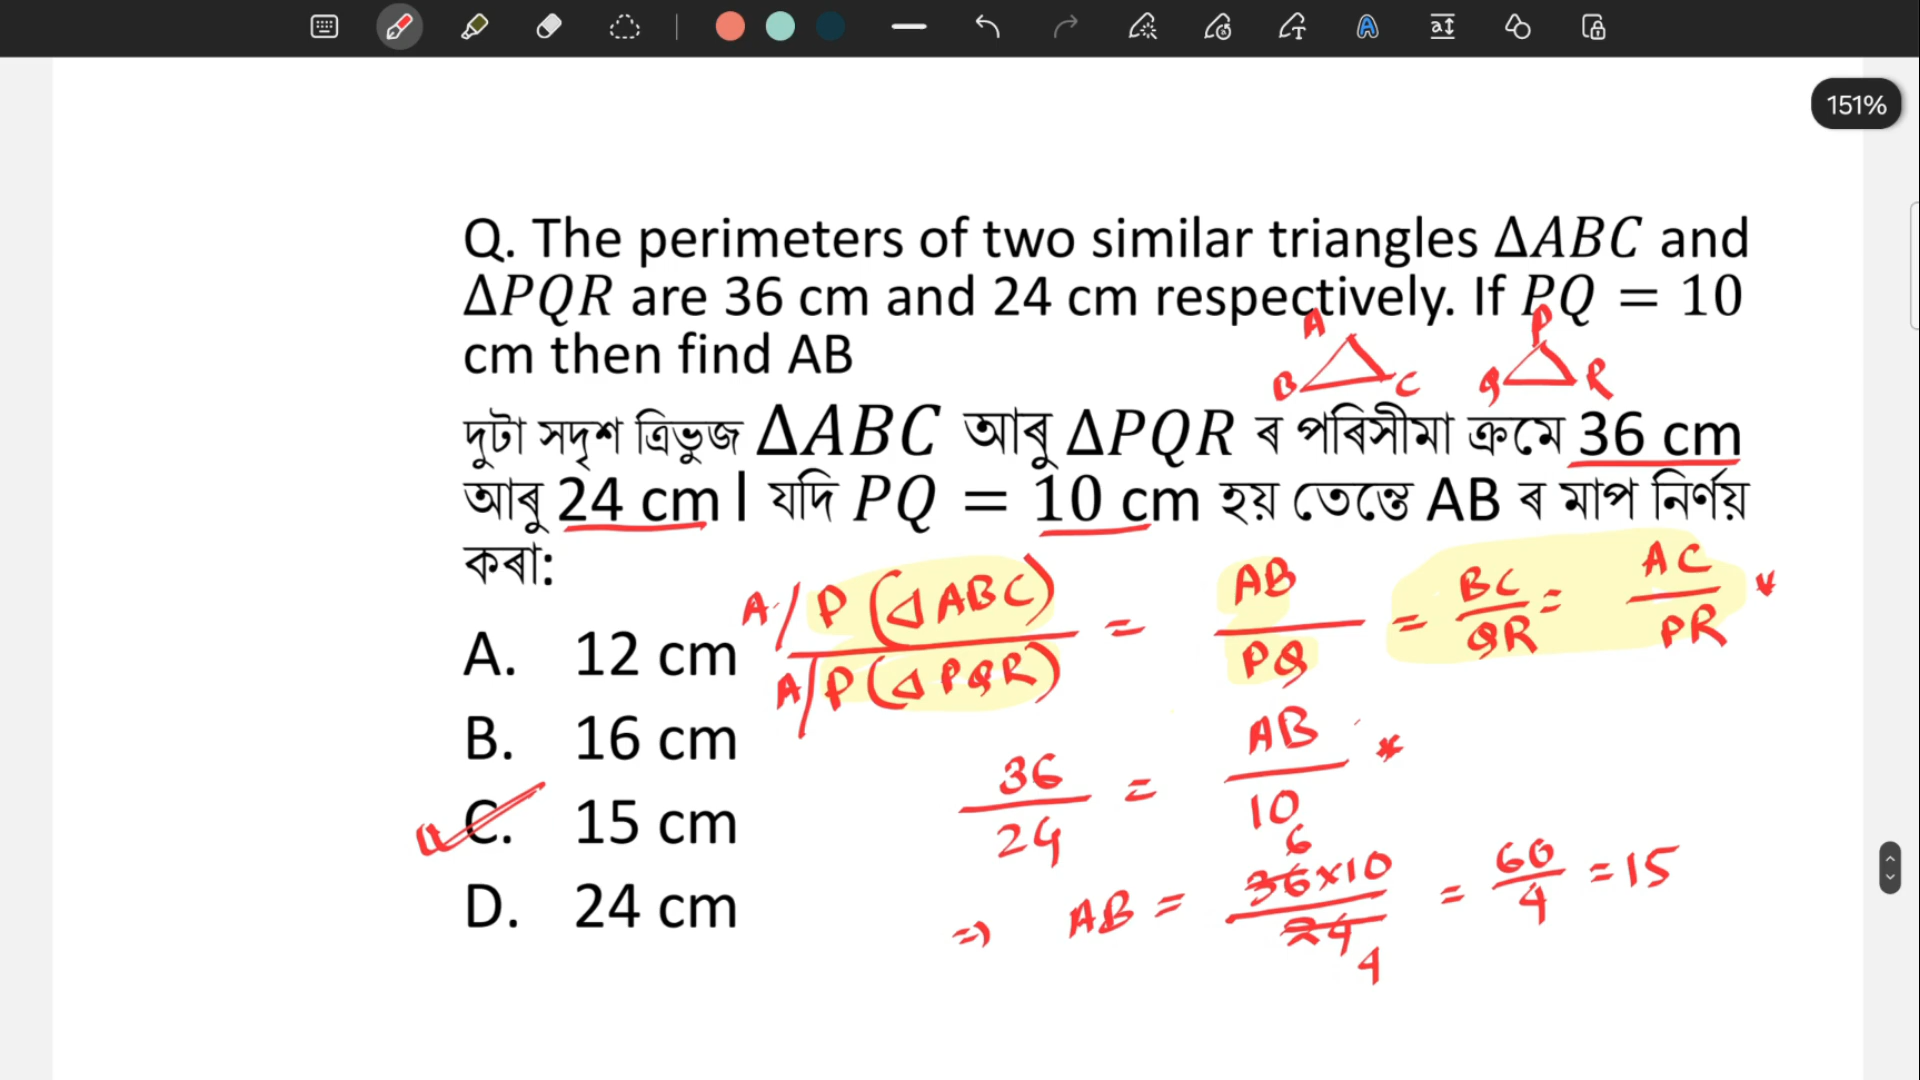 151%
Q. The perimeters of two similar triangles ΔABC and
ΔPQR are 36 cm and 24 cm respectively. If PQ = 10
cm then find AB
A
B C
P
Q R
দুটা সদৃশ ত্ৰিভুজ ΔABC আৰু ΔPQR ৰ পৰিসীমা ক্ৰমে 36 cm
আৰু 24 cm। যদি PQ = 10 cm হয় তেন্তে AB ৰ মাপ নিৰ্ণয়
কৰা:
A/P(ΔABC) / A/P(ΔPQR) = AB/PQ = BC/QR = AC/PR *
A. 12 cm
B. 16 cm
36/24 = AB/10 *
C. 15 cm
D. 24 cm
⇒ AB = 36×10/24 = 60/4 = 15
6
4